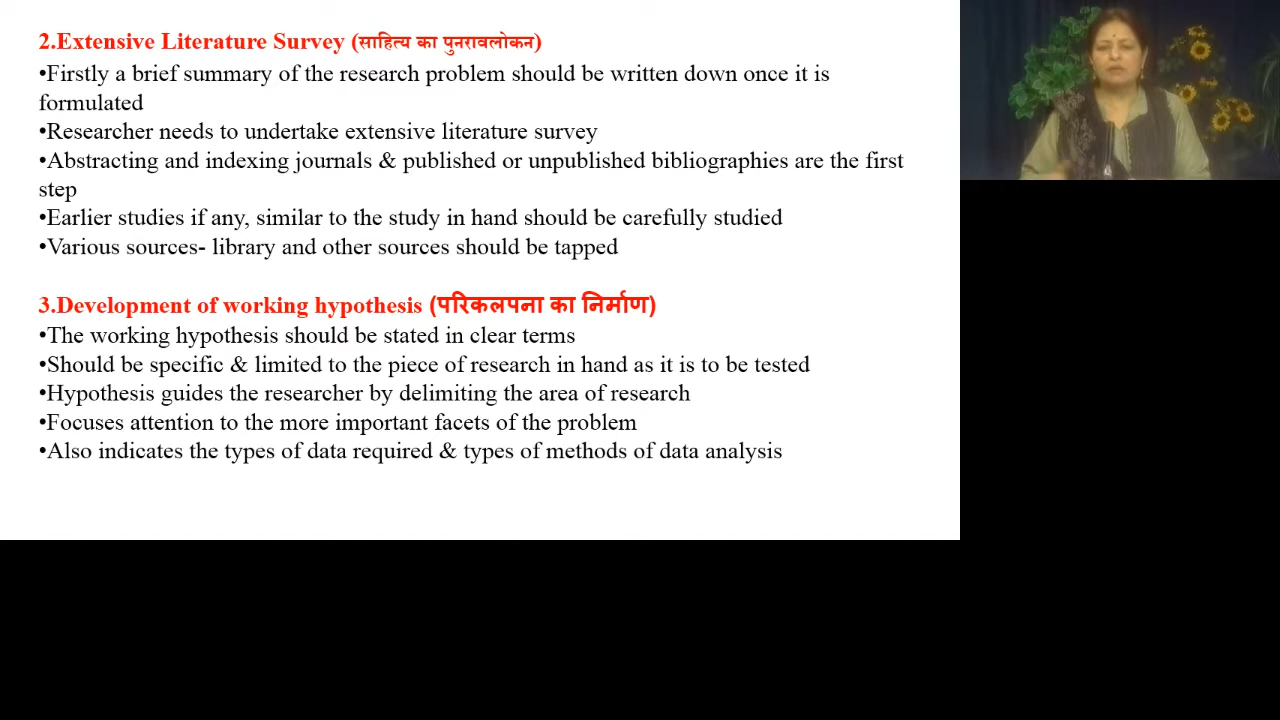 2.Extensive Literature Survey (साहित्य का पुनरावलोकन)
•Firstly a brief summary of the research problem should be written down once it is
formulated
•Researcher needs to undertake extensive literature survey
•Abstracting and indexing journals & published or unpublished bibliographies are the first
step
•Earlier studies if any, similar to the study in hand should be carefully studied
•Various sources- library and other sources should be tapped
3.Development of working hypothesis (परिकलपना का निर्माण)
•The working hypothesis should be stated in clear terms
•Should be specific & limited to the piece of research in hand as it is to be tested
•Hypothesis guides the researcher by delimiting the area of research
•Focuses attention to the more important facets of the problem
•Also indicates the types of data required & types of methods of data analysis